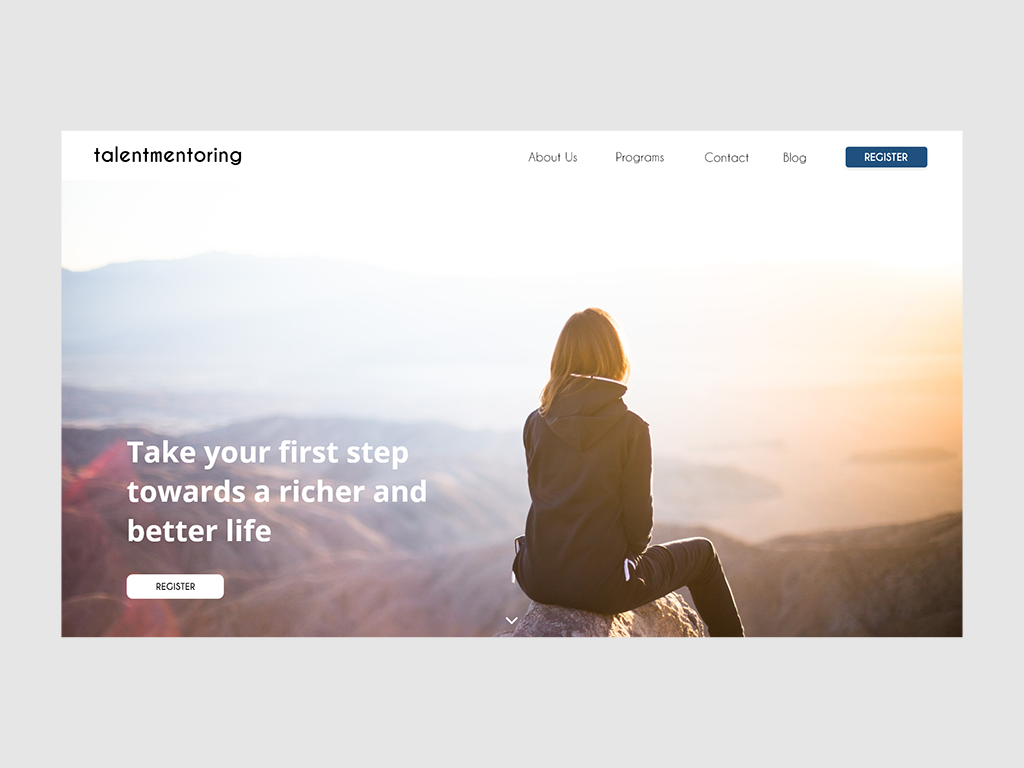 talentmentoring
About Us Programs Contact Blog REGISTER
Take your first step
towards a richer and
better life
REGISTER